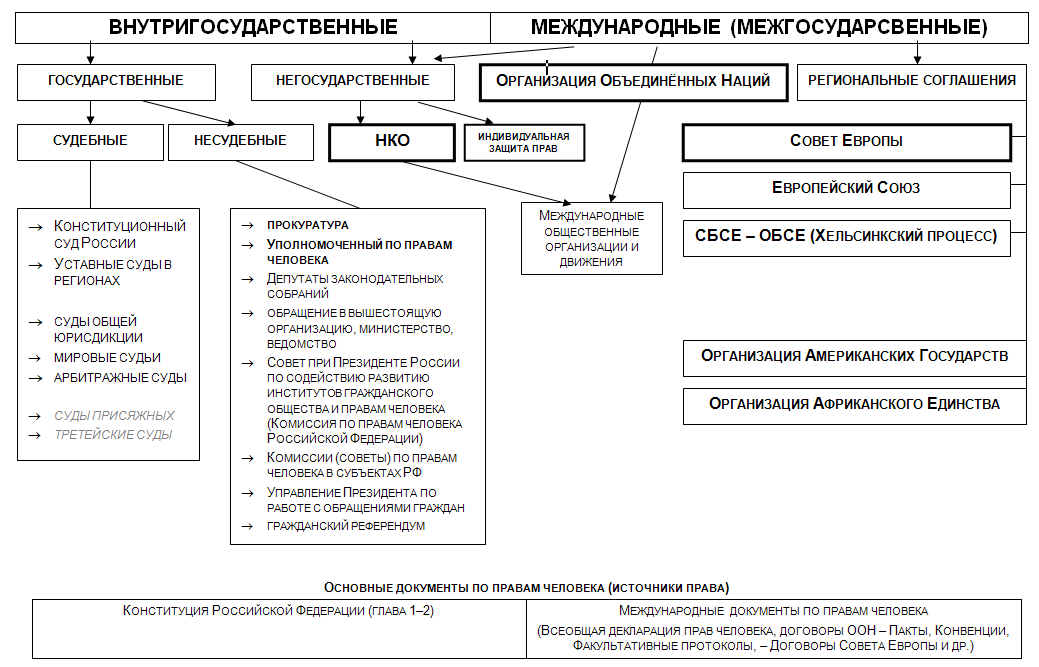 ВНУТРИГОСУДАРСТВЕННЫЕ
МЕЖДУНАРОДНЫЕ (МЕЖГОСУДАРСВЕННЫЕ)
ГОСУДАРСТВЕННЫЕ
НЕГОСУДАРСТВЕННЫЕ
ОРГАНИЗАЦИЯ ОБЪЕДИНЁННЫХ НАЦИЙ
РЕГИОНАЛЬНЫЕ СОГЛАШЕНИЯ
СУДЕБНЫЕ
НЕСУДЕБНЫЕ
НКО
ИНДИВИДУАЛЬНАЯ
ЗАЩИТА ПРАВ
СОВЕТ ЕВРОПЫ
ЕВРОПЕЙСКИЙ СОЮЗ
СБСЕ – ОБСЕ (ХЕЛЬСИНКСКИЙ ПРОЦЕСС)
ОРГАНИЗАЦИЯ АМЕРИКАНСКИХ ГОСУДАРСТВ
ОРГАНИЗАЦИЯ АФРИКАНСКОГО ЕДИНСТВА
МЕЖДУНАРОДНЫЕ
ОБЩЕСТВЕННЫЕ
ОРГАНИЗАЦИИ И
ДВИЖЕНИЯ
→ КОНСТИТУЦИОННЫЙ
СУД РОССИИ
→ УСТАВНЫЕ СУДЫ В
РЕГИОНАХ
→ СУДЫ ОБЩЕЙ
ЮРИСДИКЦИИ
→ МИРОВЫЕ СУДЬИ
→ АРБИТРАЖНЫЕ СУДЫ
→ СУДЫ ПРИСЯЖНЫХ
→ ТРЕТЕЙСКИЕ СУДЫ
→ ПРОКУРАТУРА
→ УПОЛНОМОЧЕННЫЙ ПО ПРАВАМ
ЧЕЛОВЕКА
→ ДЕПУТАТЫ ЗАКОНОДАТЕЛЬНЫХ
СОБРАНИЙ
→ ОБРАЩЕНИЕ В ВЫШЕСТОЯЩУЮ
ОРГАНИЗАЦИЮ, МИНИСТЕРСТВО,
ВЕДОМСТВО
→ СОВЕТ ПРИ ПРЕЗИДЕНТЕ РОССИИ
ПО СОДЕЙСТВИЮ РАЗВИТИЮ
ИНСТИТУТОВ ГРАЖДАНСКОГО
ОБЩЕСТВА И ПРАВАМ ЧЕЛОВЕКА
(КОМИССИЯ ПО ПРАВАМ ЧЕЛОВЕКА
РОССИЙСКОЙ ФЕДЕРАЦИИ)
→ КОМИССИИ (СОВЕТЫ) ПО ПРАВАМ
ЧЕЛОВЕКА В СУБЪЕКТАХ РФ
→ УПРАВЛЕНИЕ ПРЕЗИДЕНТА ПО
РАБОТЕ С ОБРАЩЕНИЯМИ ГРАЖДАН
→ ГРАЖДАНСКИЙ РЕФЕРЕНДУМ
ОСНОВНЫЕ ДОКУМЕНТЫ ПО ПРАВАМ ЧЕЛОВЕКА (ИСТОЧНИКИ ПРАВА)
КОНСТИТУЦИЯ РОССИЙСКОЙ ФЕДЕРАЦИИ (ГЛАВА 1–2)
МЕЖДУНАРОДНЫЕ ДОКУМЕНТЫ ПО ПРАВАМ ЧЕЛОВЕКА
(ВСЕОБЩАЯ ДЕКЛАРАЦИЯ ПРАВ ЧЕЛОВЕКА, ДОГОВОРЫ ООН – ПАКТЫ, КОНВЕНЦИИ,
ФАКУЛЬТАТИВНЫЕ ПРОТОКОЛЫ, – ДОГОВОРЫ СОВЕТА ЕВРОПЫ И ДР.)